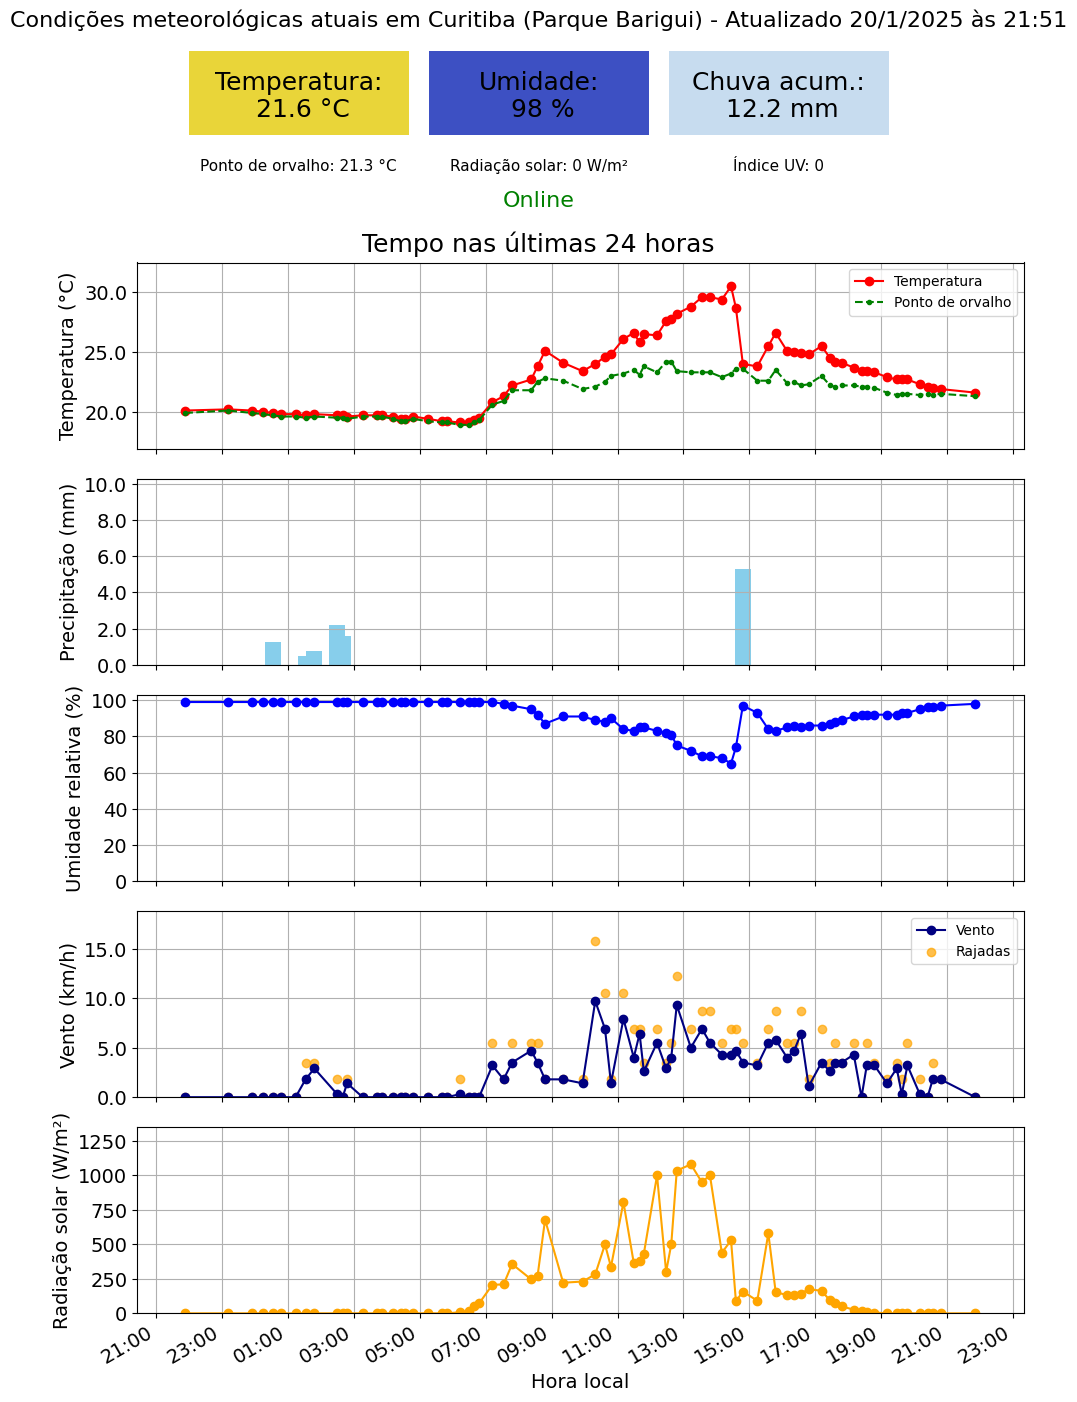 Condições meteorológicas atuais em Curitiba (Parque Barigui) - Atualizado 20/1/2025 às 21:51
Temperatura:
21.6 °C
Umidade:
98 %
Chuva acum.:
12.2 mm
Ponto de orvalho: 21.3 °C
Radiação solar: 0 W/m²
Índice UV: 0
Online
Tempo nas últimas 24 horas
Temperatura (°C)
30.0
25.0
20.0
Temperatura
Ponto de orvalho
Precipitação (mm)
10.0
8.0
6.0
4.0
2.0
0.0
Umidade relativa (%)
100
80
60
40
20
0
Vento (km/h)
15.0
10.0
5.0
0.0
Vento
Rajadas
Radiação solar (W/m²)
1250
1000
750
500
250
0
21:00
23:00
01:00
03:00
05:00
07:00
09:00
11:00
13:00
15:00
17:00
19:00
21:00
23:00
Hora local